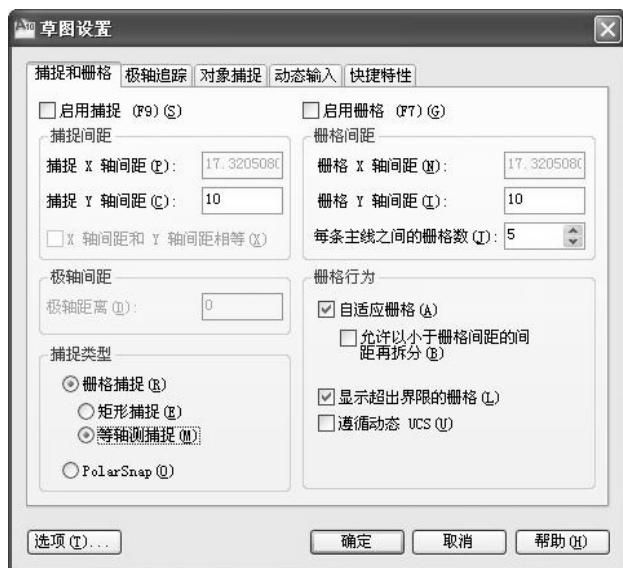 草图设置
捕捉和栅格 极轴追踪 对象捕捉 动态输入 快捷特性
启用捕捉 (F9)(S)
启用栅格 (F7)(G)
捕捉间距
捕捉 X 轴间距(P): 17.3205080
捕捉 Y 轴间距(C): 10
X 轴间距和 Y 轴间距相等(X)
栅格间距
栅格 X 轴间距(N): 17.3205080
栅格 Y 轴间距(I): 10
每条主线之间的栅格数(J): 5
极轴间距
极轴距离(D): 0
栅格行为
自适应栅格(A)
允许以小于栅格间距的间
距再拆分(B)
显示超出界限的栅格(L)
遵循动态 UCS(U)
捕捉类型
栅格捕捉(R)
矩形捕捉(E)
等轴测捕捉(M)
PolarSnap(O)
选项(T)... 确定 取消 帮助(H)